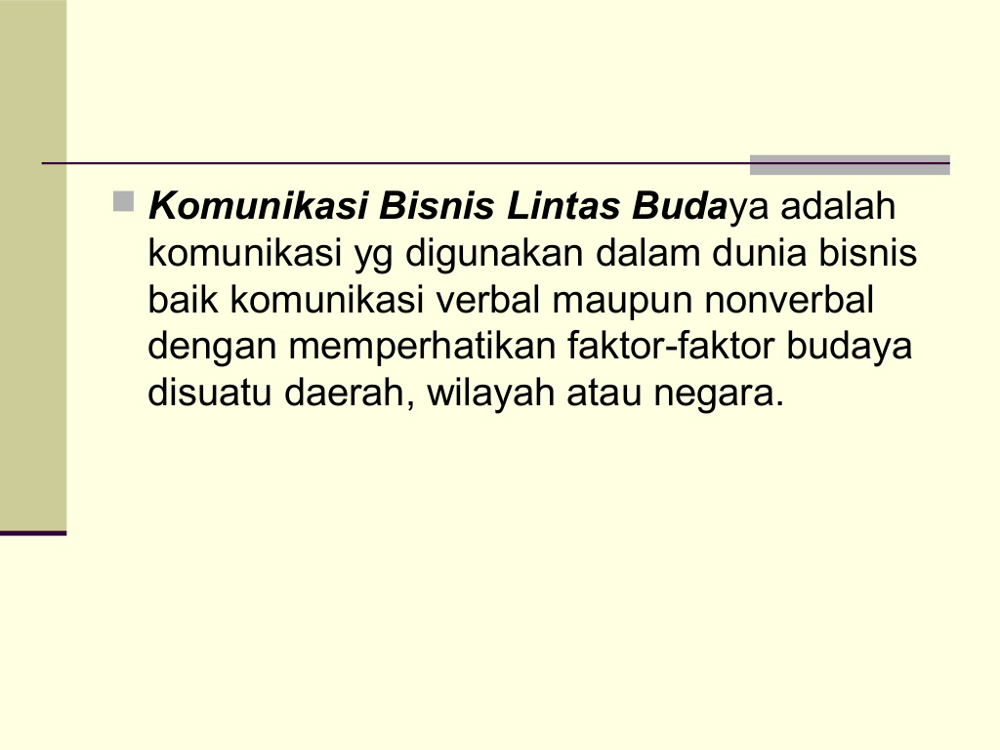 Komunikasi Bisnis Lintas Budaya adalah
komunikasi yg digunakan dalam dunia bisnis
baik komunikasi verbal maupun nonverbal
dengan memperhatikan faktor-faktor budaya
disuatu daerah, wilayah atau negara.